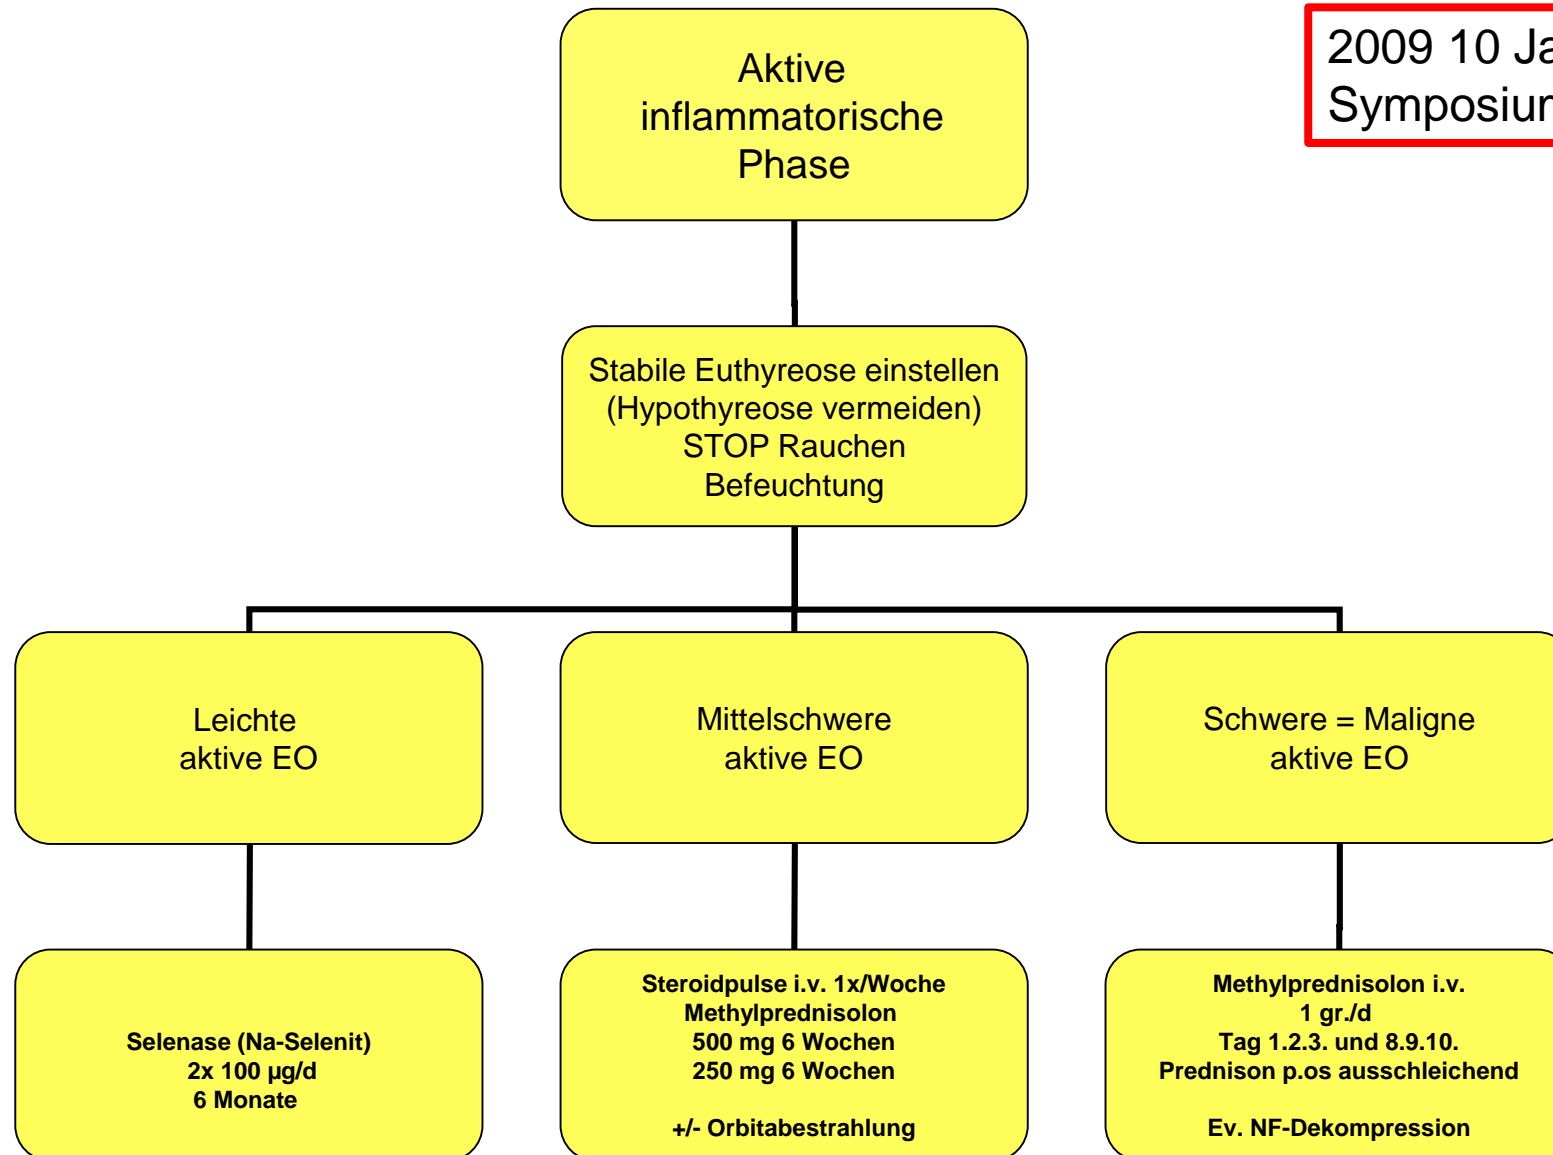 2009 10
Aktive
inflammatorische
Phase
Stabile Euthyreose einstellen
(Hypothyreose vermeiden)
STOP Rauchen
Befeuchtung
Leichte
aktive EO
Mittelschwere
aktive EO
Schwere = Maligne
aktive EO
Selenase (Na-Selenit)
2x 100 µg/d
6 Monate
Steroidpulse i.v. 1x/Woche
Methylprednisolon
500 mg 6 Wochen
250 mg 6 Wochen
+/- Orbitabestrahlung
Methylprednisolon i.v.
1 gr./d
Tag 1.2.3. und 8.9.10.
Prednison p.os ausschleichend
Ev. NF-Dekompression